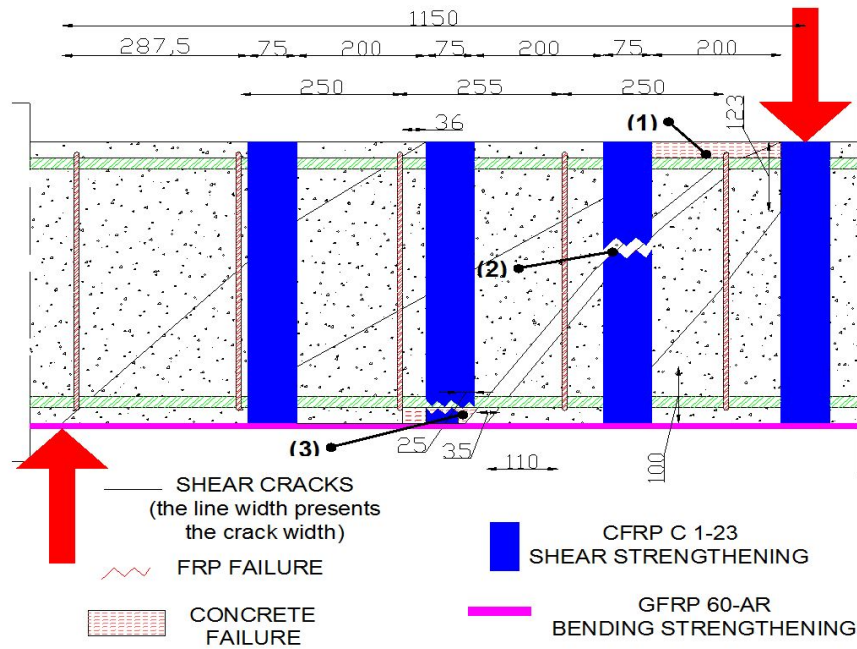 1150
287,5 75 200 75 200 75 200
250 255 250
36
(1)
123
(2)
(3)
25
35
110
100
SHEAR CRACKS
(the line width presents
the crack width)
FRP FAILURE
CONCRETE
FAILURE
CFRP C 1-23
SHEAR STRENGTHENING
GFRP 60-AR
BENDING STRENGTHENING